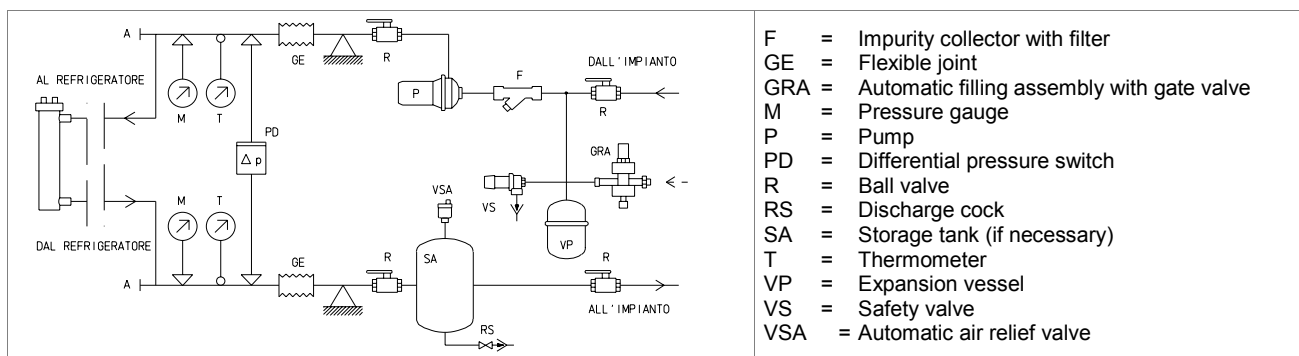 A
GE
R
AL REFRIGERATORE
M
T
PD
Δ p
P
F
DALL'IMPIANTO
R
GRA
VS
VP
VSA
DAL REFRIGERATORE
M
T
A
GE
R
SA
RS
R
ALL'IMPIANTO
F = Impurity collector with filter
GE = Flexible joint
GRA = Automatic filling assembly with gate valve
M = Pressure gauge
P = Pump
PD = Differential pressure switch
R = Ball valve
RS = Discharge cock
SA = Storage tank (if necessary)
T = Thermometer
VP = Expansion vessel
VS = Safety valve
VSA = Automatic air relief valve